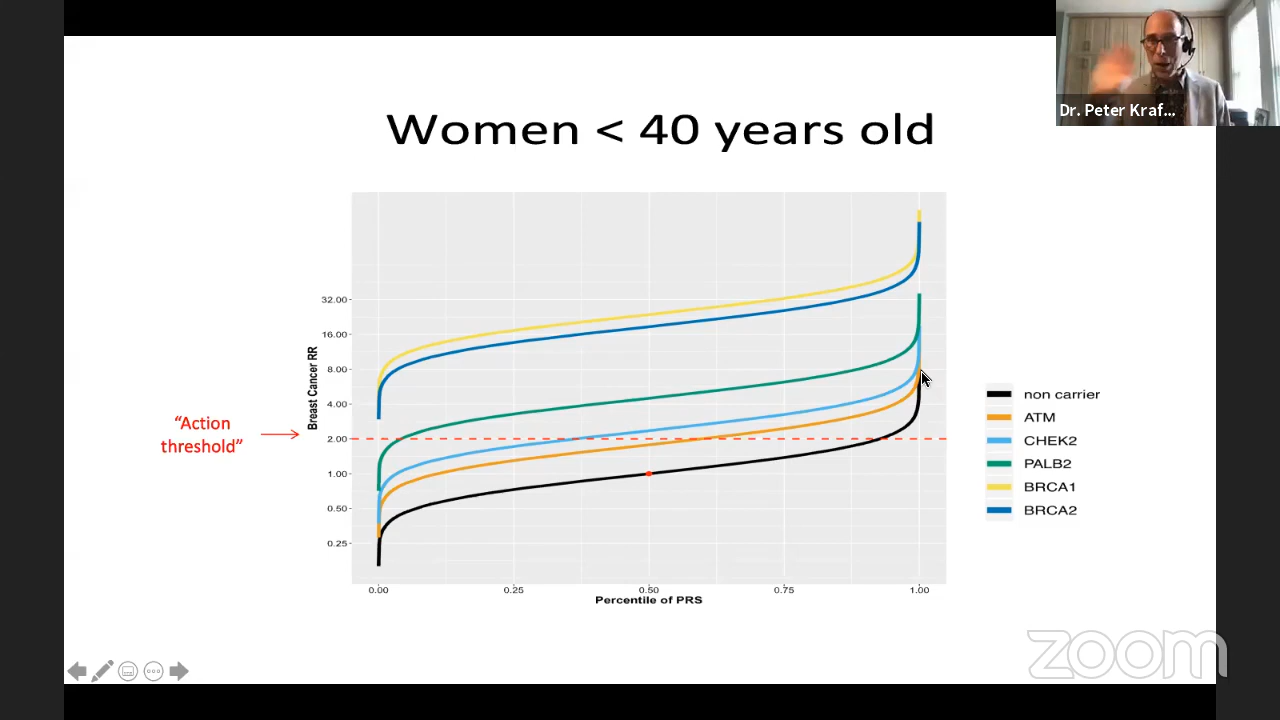 Dr. Peter Kraf...
Women < 40 years old
Breast Cancer RR
32.00
16.00
8.00
4.00
2.00
1.00
0.50
0.25
“Action
threshold”
0.00 0.25 0.50 0.75 1.00
Percentile of PRS
non carrier
ATM
CHEK2
PALB2
BRCA1
BRCA2
zoom